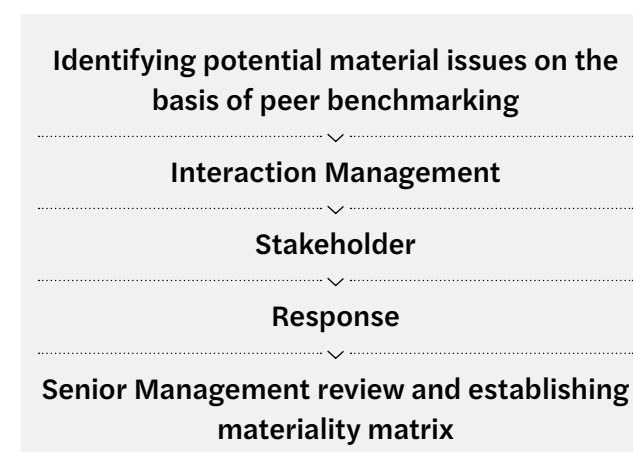 Identifying potential material issues on the
basis of peer benchmarking
Interaction Management
Stakeholder
Response
Senior Management review and establishing
materiality matrix